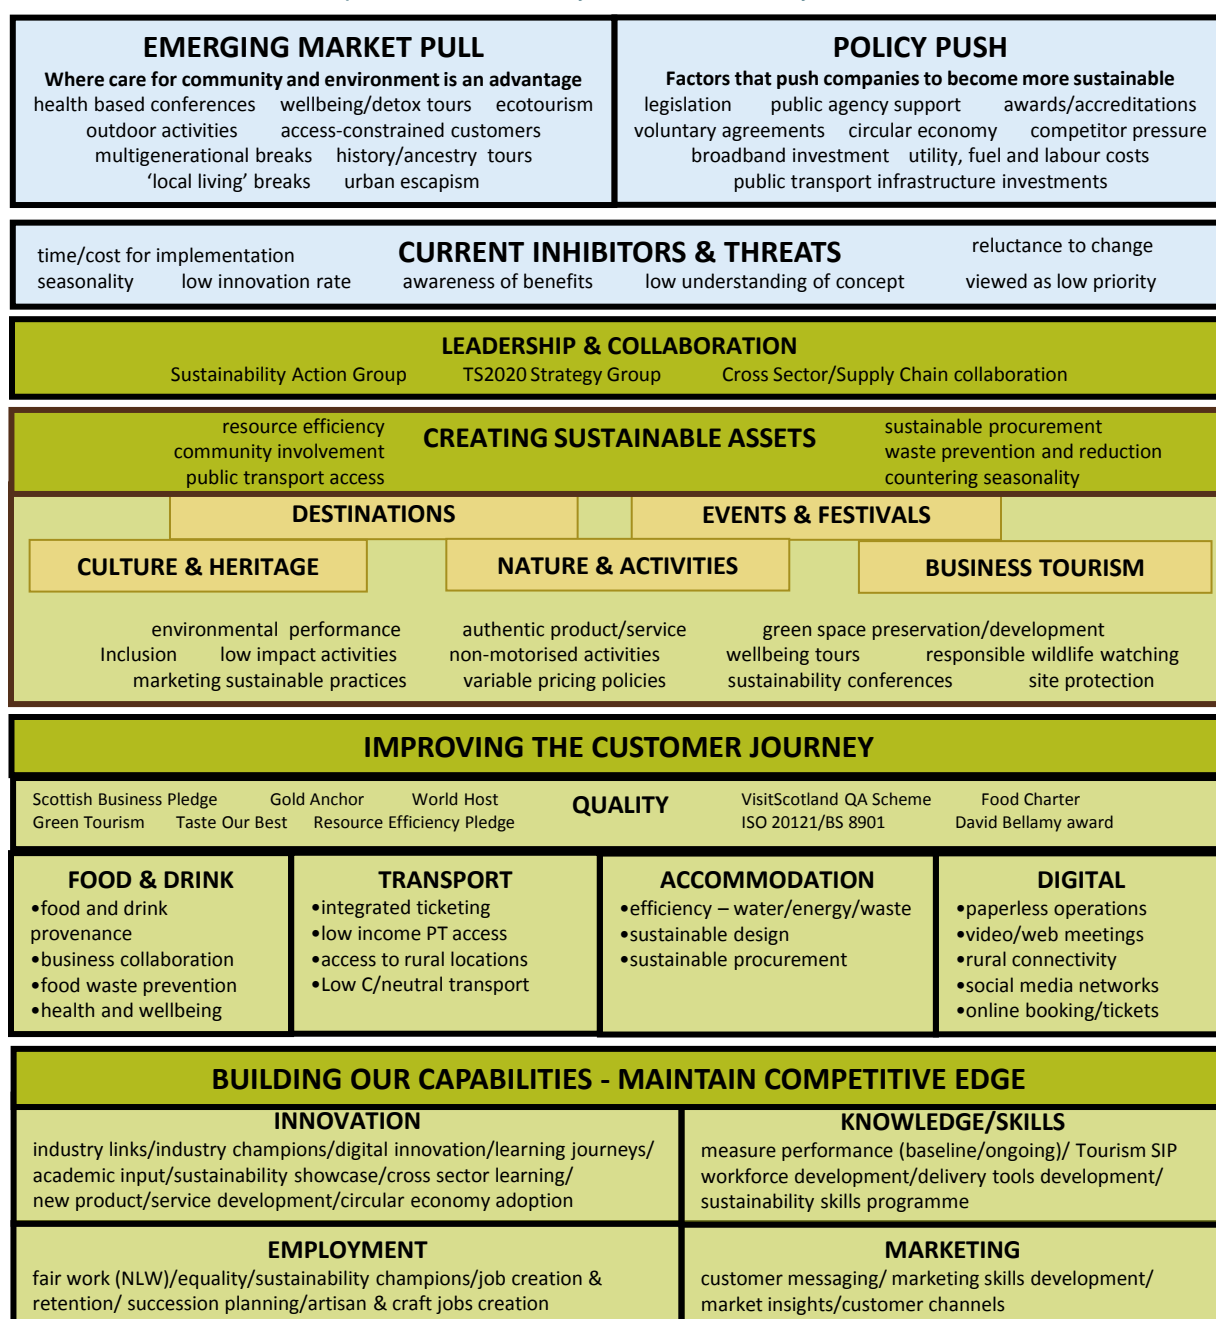 EMERGING MARKET PULL
Where care for community and environment is an advantage
health based conferences wellbeing/detox tours ecotourism
outdoor activities access-constrained customers
multigenerational breaks history/ancestry tours
‘local living’ breaks urban escapism
POLICY PUSH
Factors that push companies to become more sustainable
legislation public agency support awards/accreditations
voluntary agreements circular economy competitor pressure
broadband investment utility, fuel and labour costs
public transport infrastructure investments
CURRENT INHIBITORS & THREATS
time/cost for implementation reluctance to change
seasonality low innovation rate awareness of benefits low understanding of concept viewed as low priority
LEADERSHIP & COLLABORATION
Sustainability Action Group TS2020 Strategy Group Cross Sector/Supply Chain collaboration
CREATING SUSTAINABLE ASSETS
resource efficiency
community involvement
public transport access
sustainable procurement
waste prevention and reduction
countering seasonality
DESTINATIONS
EVENTS & FESTIVALS
CULTURE & HERITAGE
NATURE & ACTIVITIES
BUSINESS TOURISM
environmental performance authentic product/service green space preservation/development
Inclusion low impact activities non-motorised activities wellbeing tours responsible wildlife watching
marketing sustainable practices variable pricing policies sustainability conferences site protection
IMPROVING THE CUSTOMER JOURNEY
QUALITY
Scottish Business Pledge Gold Anchor World Host
Green Tourism Taste Our Best Resource Efficiency Pledge
VisitScotland QA Scheme Food Charter
ISO 20121/BS 8901 David Bellamy award
FOOD & DRINK
•food and drink
provenance
•business collaboration
•food waste prevention
•health and wellbeing
TRANSPORT
•integrated ticketing
•low income PT access
•access to rural locations
•Low C/neutral transport
ACCOMMODATION
•efficiency – water/energy/waste
•sustainable design
•sustainable procurement
DIGITAL
•paperless operations
•video/web meetings
•rural connectivity
•social media networks
•online booking/tickets
BUILDING OUR CAPABILITIES - MAINTAIN COMPETITIVE EDGE
INNOVATION
industry links/industry champions/digital innovation/learning journeys/
academic input/sustainability showcase/cross sector learning/
new product/service development/circular economy adoption
KNOWLEDGE/SKILLS
measure performance (baseline/ongoing)/ Tourism SIP
workforce development/delivery tools development/
sustainability skills programme
EMPLOYMENT
fair work (NLW)/equality/sustainability champions/job creation &
retention/ succession planning/artisan & craft jobs creation
MARKETING
customer messaging/ marketing skills development/
market insights/customer channels